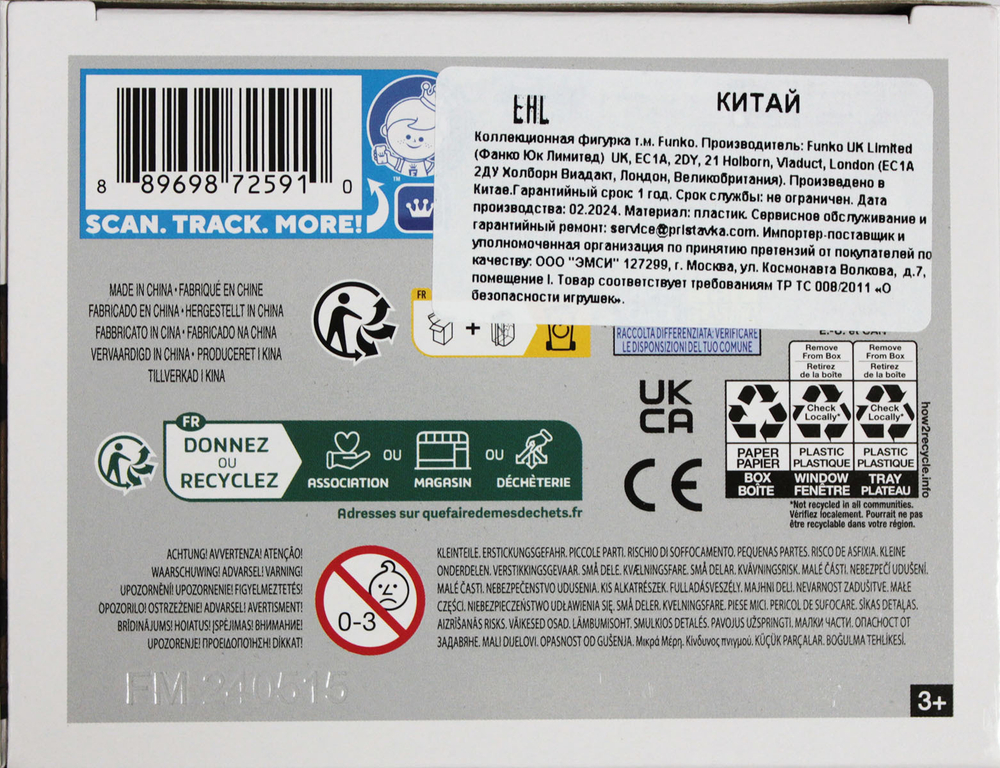 8 89698 72591 0
SCAN. TRACK. MORE!
™
EAC
КИТАЙ
Коллекционная фигурка т.м. Funko. Производитель: Funko UK Limited
(Фанко Юк Лимитед) UK, EC1A, 2DY, 21 Holborn, Viaduct, London (EC1A
2ДУ Холборн Виадакт, Лондон, Великобритания). Произведено в
Китае.Гарантийный срок: 1 год. Срок службы: не ограничен. Дата
производства: 02.2024. Материал: пластик. Сервисное обслуживание и
гарантийный ремонт: service@pristavka.com. Импортер-поставщик и
уполномоченная организация по принятию претензий от покупателей по
качеству: ООО "ЭМСИ" 127299, г. Москва, ул. Космонавта Волкова, д.7,
помещение I. Товар соответствует требованиям ТР ТС 008/2011 «О
безопасности игрушек».
MADE IN CHINA • FABRIQUÉ EN CHINE
FABRICADO EN CHINA • HERGESTELLT IN CHINA
FABBRICATO IN CINA • FABRICADO NA CHINA
VERVAARDIGD IN CHINA • PRODUCERET I KINA
TILLVERKAD I KINA
FR
+
RACCOLTA DIFFERENZIATA. VERIFICARE
LE DISPOSIZIONI DEL TUO COMUNE
UK
CA
CE
Remove
From Box
Retirez
de la boîte
Remove
From Box
Retirez
de la boîte
Check
Locally*
Check
Locally*
PAPER
PAPIER
PLASTIC
PLASTIQUE
PLASTIC
PLASTIQUE
BOX
BOÎTE
WINDOW
FENÊTRE
TRAY
PLATEAU
how2recycle.info
*Not recycled in all communities.
Vérifiez localement. Pourrait ne pas
être recyclable dans votre région.
FR
DONNEZ
OU
RECYCLEZ
ASSOCIATION
OU
MAGASIN
OU
DÉCHÈTERIE
Adresses sur quefairedemesdechets.fr
ACHTUNG! AVVERTENZA! ATENÇÃO!
WAARSCHUWING! ADVARSEL! VARNING!
UPOZORNĚNÍ! UPOZORNENIE! FIGYELMEZTETÉS!
OPOZORILO! OSTRZEŻENIE! ADVARSEL! AVERTISMENT!
BRĪDINĀJUMS! HOIATUS! ĮSPĖJIMAS! ВНИМАНИЕ!
UPOZORENJE! ΠΡΟΕΙΔΟΠΟΙΗΣΗ! DİKKAT!
0-3
KLEINTEILE. ERSTICKUNGSGEFAHR. PICCOLE PARTI. RISCHIO DI SOFFOCAMENTO. PEQUENAS PARTES. RISCO DE ASFIXIA. KLEINE
ONDERDELEN. VERSTIKKINGSGEVAAR. SMÅ DELE. KVÆLNINGSFARE. SMÅ DELAR. KVÄVNINGSRISK. MALÉ ČÁSTI. NEBEZPEČÍ UDUŠENÍ.
MALÉ ČASTI. NEBEZPEČENSTVO UDUSENIA. KIS ALKATRÉSZEK. FULLADÁSVESZÉLY. MAJHNI DELI. NEVARNOST ZADUŠITVE. MAŁE
CZĘŚCI. NIEBEZPIECZEŃSTWO UDŁAWIENIA SIĘ. SMÅ DELER. KVELNINGSFARE. PIESE MICI. PERICOL DE SUFOCARE. SĪKAS DETAĻAS.
AIZRĪŠANĀS RISKS. VÄIKESED OSAD. LÄMBUMISOHT. SMULKIOS DETALĖS. PAVOJUS UŽSPRINGTI. МАЛКИ ЧАСТИ. ОПАСНОСТ ОТ
ЗАДАВЯНЕ. MALI DIJELOVI. OPASNOST OD GUŠENJA. Μικρά Μέρη. Κίνδυνος πνιγμού. KÜÇÜK PARÇALAR. BOĞULMA TEHLİKESİ.
FM-240515
3+